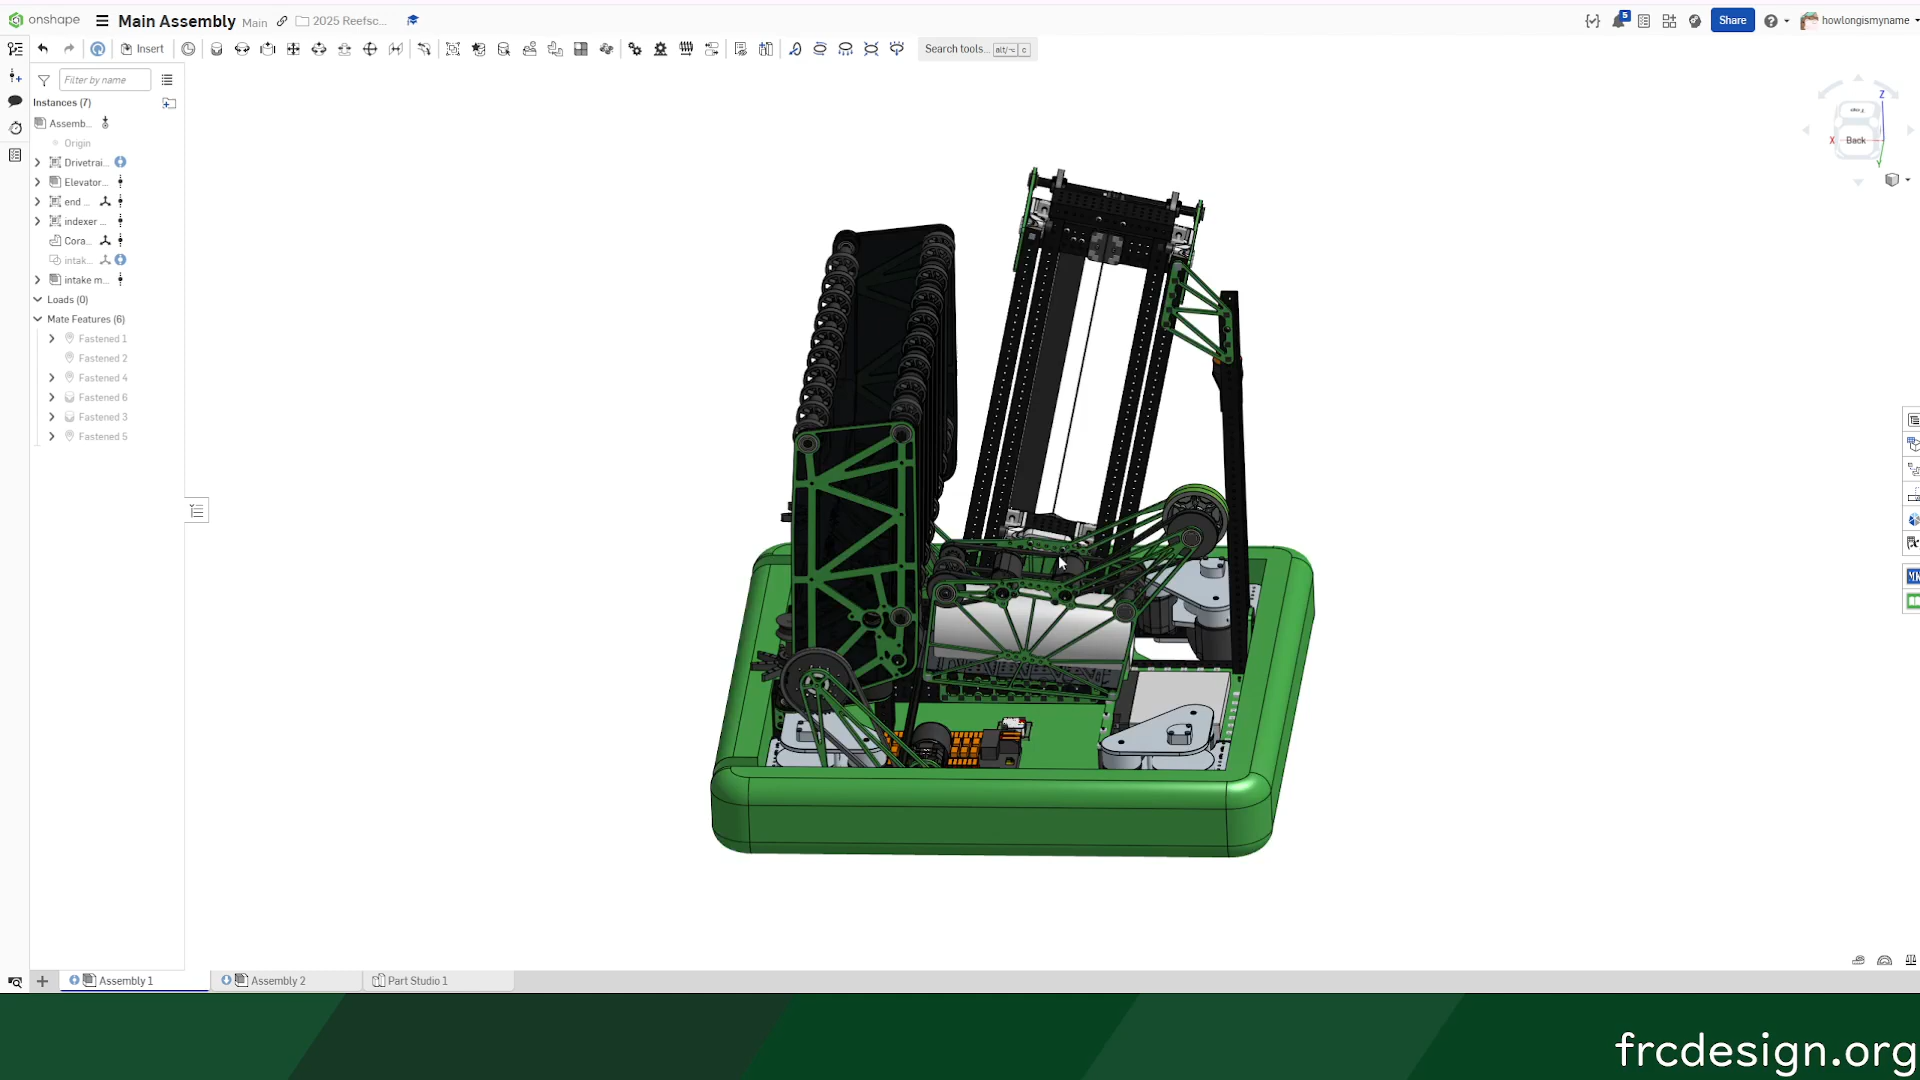 onshape
Main Assembly Main 2025 Reefsc...
5
Share
howlongismyname
Insert
Search tools... alt/⌥ c
Filter by name
Instances (7)
Assemb...
Origin
Drivetrai...
Elevator...
end ...
indexer ...
Cora...
intak...
intake m...
Loads (0)
Mate Features (6)
Fastened 1
Fastened 2
Fastened 4
Fastened 6
Fastened 3
Fastened 5
Z
X
Back
Y
Assembly 1
Assembly 2
Part Studio 1
frcdesign.org